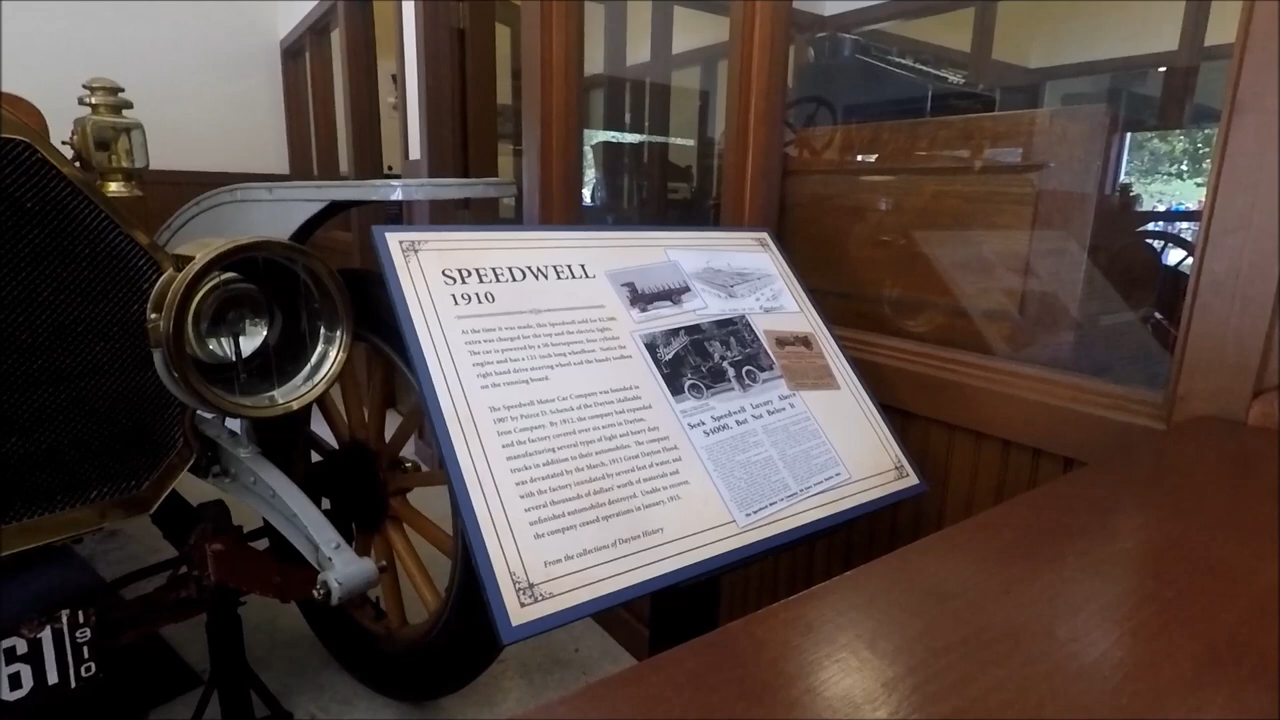 SPEEDWELL
1910
At the time it was made, this Speedwell sold for $2,500;
extra was charged for the top and the electric lights.
The car is powered by a 50 horsepower, four cylinder
engine and has a 121 inch long wheelbase. Notice the
right hand drive steering wheel and the handy toolbox
on the running board.
The Speedwell Motor Car Company was founded in
1907 by Peirce D. Schenck of the Dayton Malleable
Iron Company. By 1912, the company had expanded
and the factory covered over six acres in Dayton,
manufacturing several types of light and heavy duty
trucks in addition to their automobiles. The company
was devastated by the March, 1913 Great Dayton Flood,
with the factory inundated by several feet of water, and
several thousands of dollars' worth of materials and
unfinished automobiles destroyed. Unable to recover,
the company ceased operations in January, 1915.
From the collections of Dayton History
Speedwell
Seek Speedwell Luxury Above
$4000, But Not Below It
61 1910